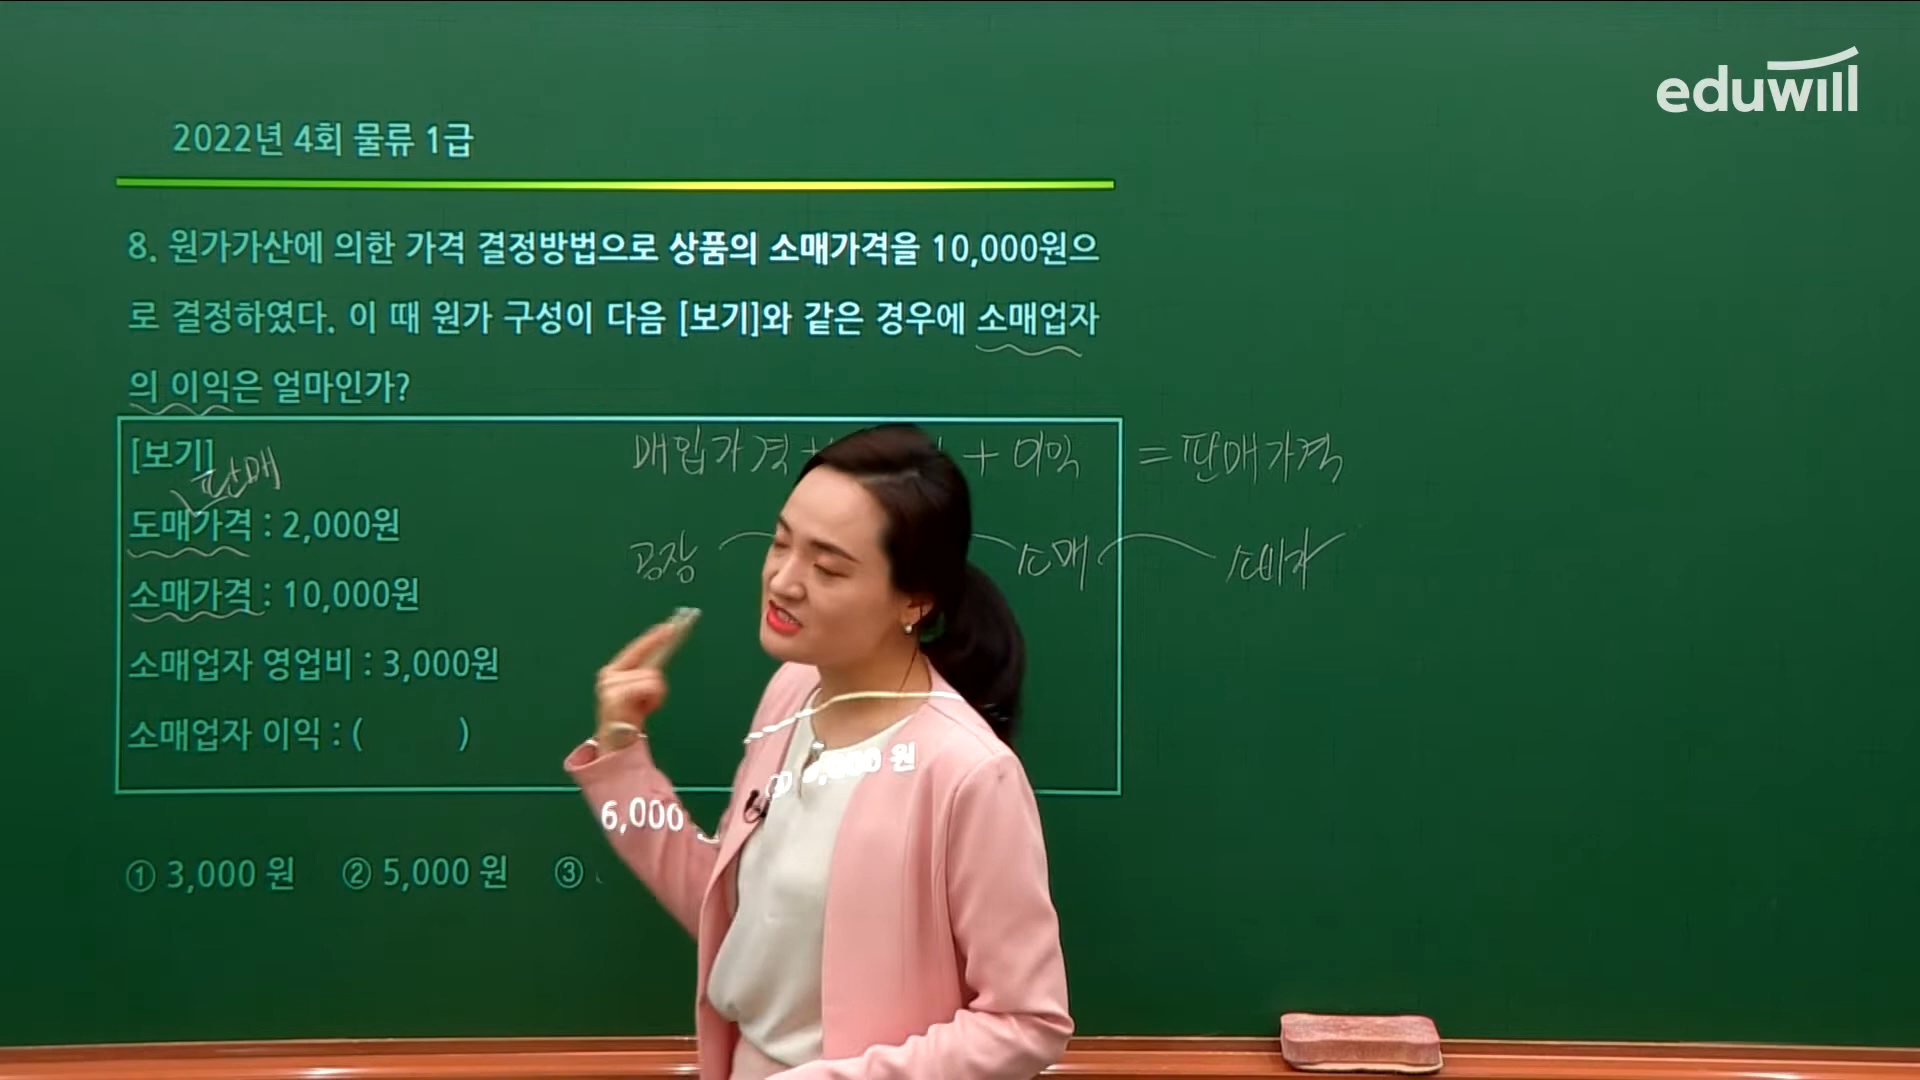 eduwill
2022년 4회 물류 1급
8. 원가가산에 의한 가격 결정방법으로 상품의 소매가격을 10,000원으
로 결정하였다. 이 때 원가 구성이 다음 [보기]와 같은 경우에 소매업자
의 이익은 얼마인가?
[보기]
판매
매입가격 + + 이익 = 판매가격
도매가격 : 2,000원
공장 소매 소비자
소매가격 : 10,000원
소매업자 영업비 : 3,000원
소매업자 이익 : ( )
① 3,000 원 ② 5,000 원 ③ 6,000 원